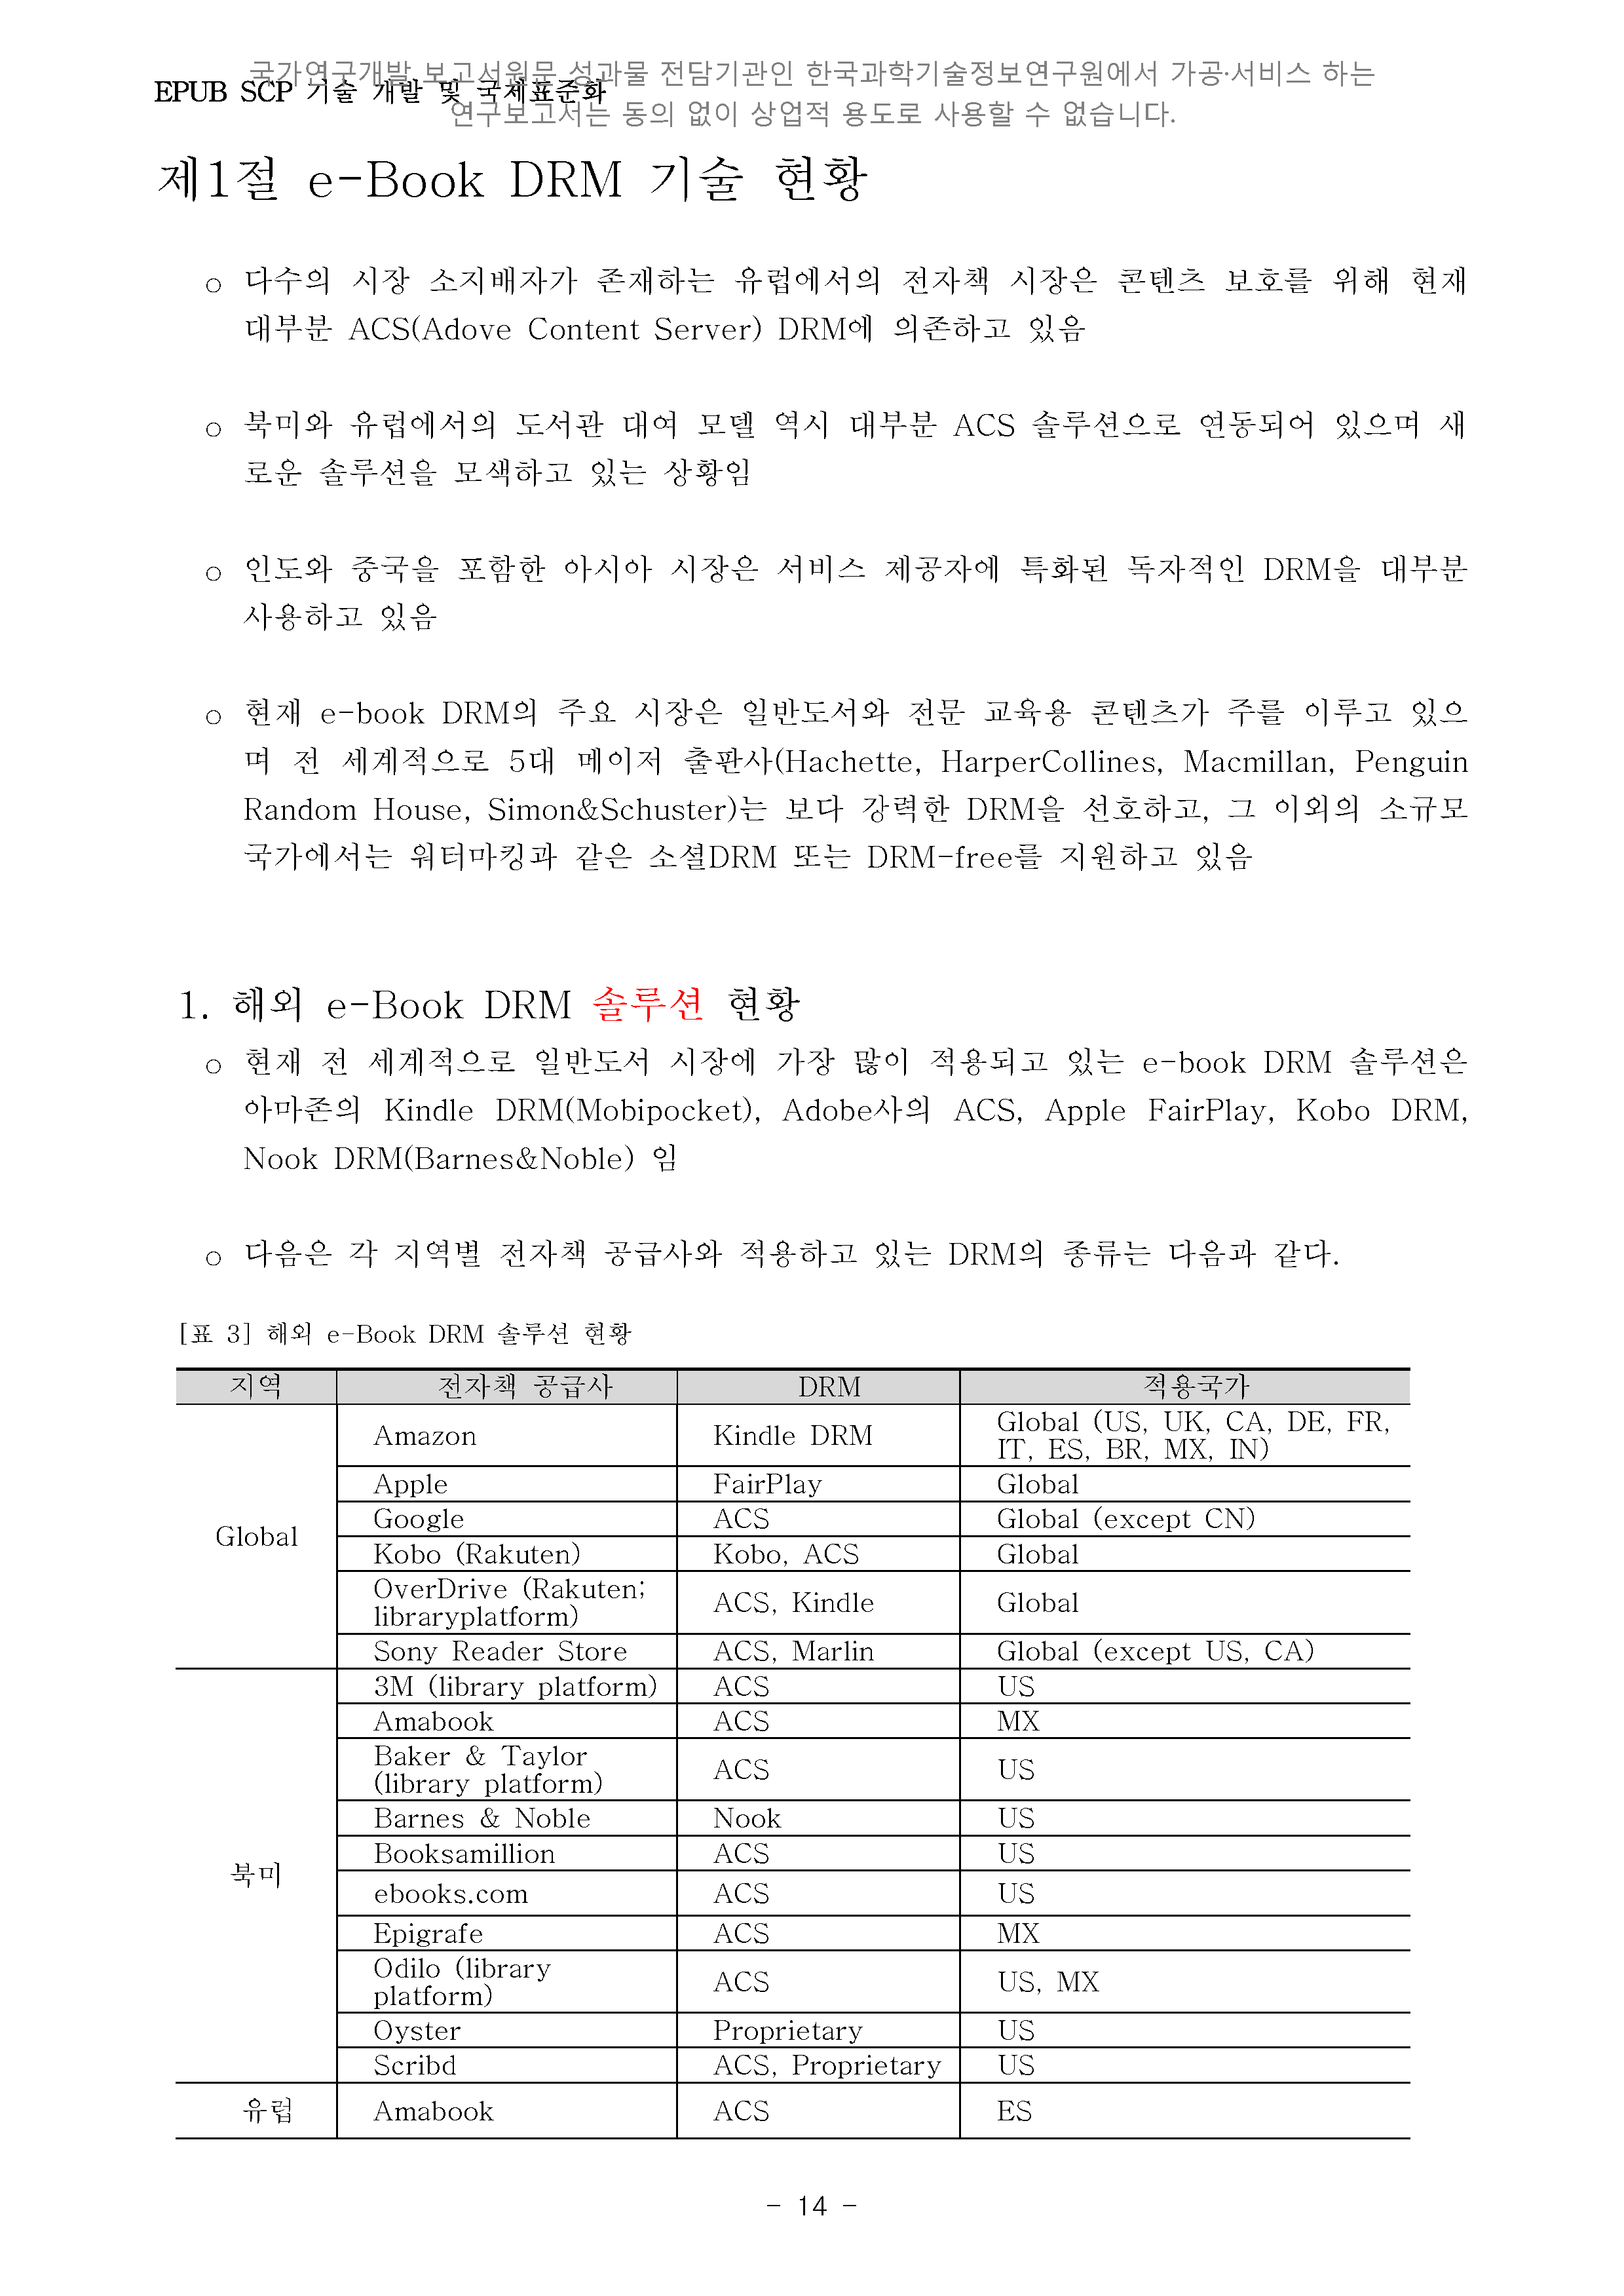 국가연구개발 보고서원문 성과물 전담기관인 한국과학기술정보연구원에서 가공·서비스 하는
EPUB SCP 기술 개발 및 국제표준화
연구보고서는 동의 없이 상업적 용도로 사용할 수 없습니다.
제1절 e-Book DRM 기술 현황
○ 다수의 시장 소지배자가 존재하는 유럽에서의 전자책 시장은 콘텐츠 보호를 위해 현재
대부분 ACS(Adove Content Server) DRM에 의존하고 있음
○ 북미와 유럽에서의 도서관 대여 모델 역시 대부분 ACS 솔루션으로 연동되어 있으며 새
로운 솔루션을 모색하고 있는 상황임
○ 인도와 중국을 포함한 아시아 시장은 서비스 제공자에 특화된 독자적인 DRM을 대부분
사용하고 있음
○ 현재 e-book DRM의 주요 시장은 일반도서와 전문 교육용 콘텐츠가 주를 이루고 있으
며 전 세계적으로 5대 메이저 출판사(Hachette, HarperCollines, Macmillan, Penguin
Random House, Simon&Schuster)는 보다 강력한 DRM을 선호하고, 그 이외의 소규모
국가에서는 워터마킹과 같은 소셜DRM 또는 DRM-free를 지원하고 있음
1. 해외 e-Book DRM 솔루션 현황
○ 현재 전 세계적으로 일반도서 시장에 가장 많이 적용되고 있는 e-book DRM 솔루션은
아마존의 Kindle DRM(Mobipocket), Adobe사의 ACS, Apple FairPlay, Kobo DRM,
Nook DRM(Barnes&Noble) 임
○ 다음은 각 지역별 전자책 공급사와 적용하고 있는 DRM의 종류는 다음과 같다.
[표 3] 해외 e-Book DRM 솔루션 현황
지역 전자책 공급사 DRM 적용국가
Global
Amazon Kindle DRM Global (US, UK, CA, DE, FR,
IT, ES, BR, MX, IN)
Apple FairPlay Global
Google ACS Global (except CN)
Kobo (Rakuten) Kobo, ACS Global
OverDrive (Rakuten;
libraryplatform) ACS, Kindle Global
Sony Reader Store ACS, Marlin Global (except US, CA)
북미
3M (library platform) ACS US
Amabook ACS MX
Baker & Taylor
(library platform) ACS US
Barnes & Noble Nook US
Booksamillion ACS US
ebooks.com ACS US
Epigrafe ACS MX
Odilo (library
platform) ACS US, MX
Oyster Proprietary US
Scribd ACS, Proprietary US
유럽 Amabook ACS ES
- 14 -